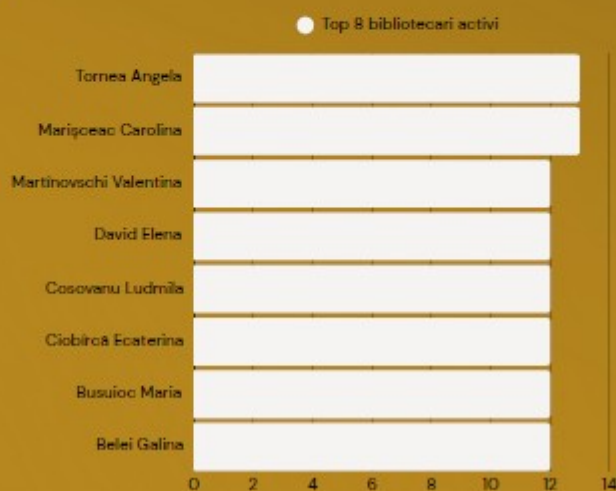 Top 8 bibliotecari activi
Tornea Angela
Marișceac Carolina
Martînovschi Valentina
David Elena
Cosovanu Ludmila
Ciobîrcă Ecaterina
Busuioc Maria
Belei Galina
0 2 4 6 8 10 12 14